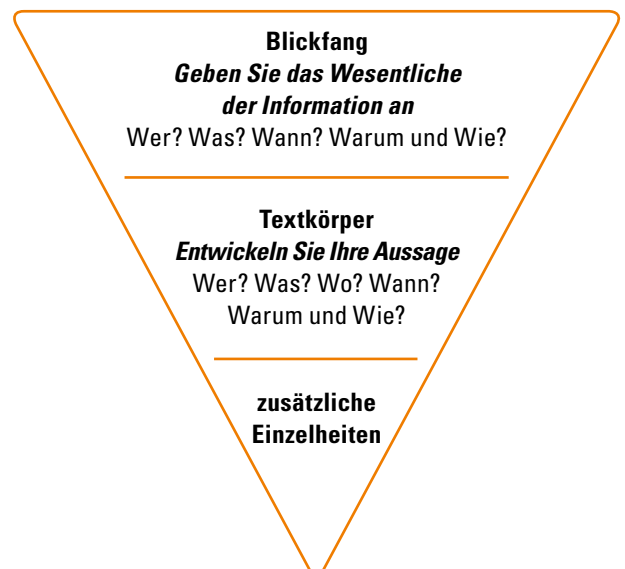 Blickfang
Geben Sie das Wesentliche
der Information an
Wer? Was? Wann? Warum und Wie?
Textkörper
Entwickeln Sie Ihre Aussage
Wer? Was? Wo? Wann?
Warum und Wie?
zusätzliche
Einzelheiten